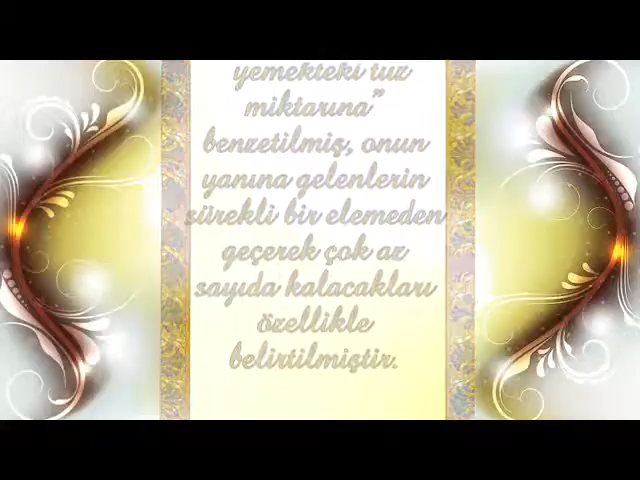 yemekteki tuz
miktarına”
benzetilmiş, onun
yanına gelenlerin
sürekli bir elemeden
geçerek çok az
sayıda kalacakları
özellikle
belirtilmiştir.